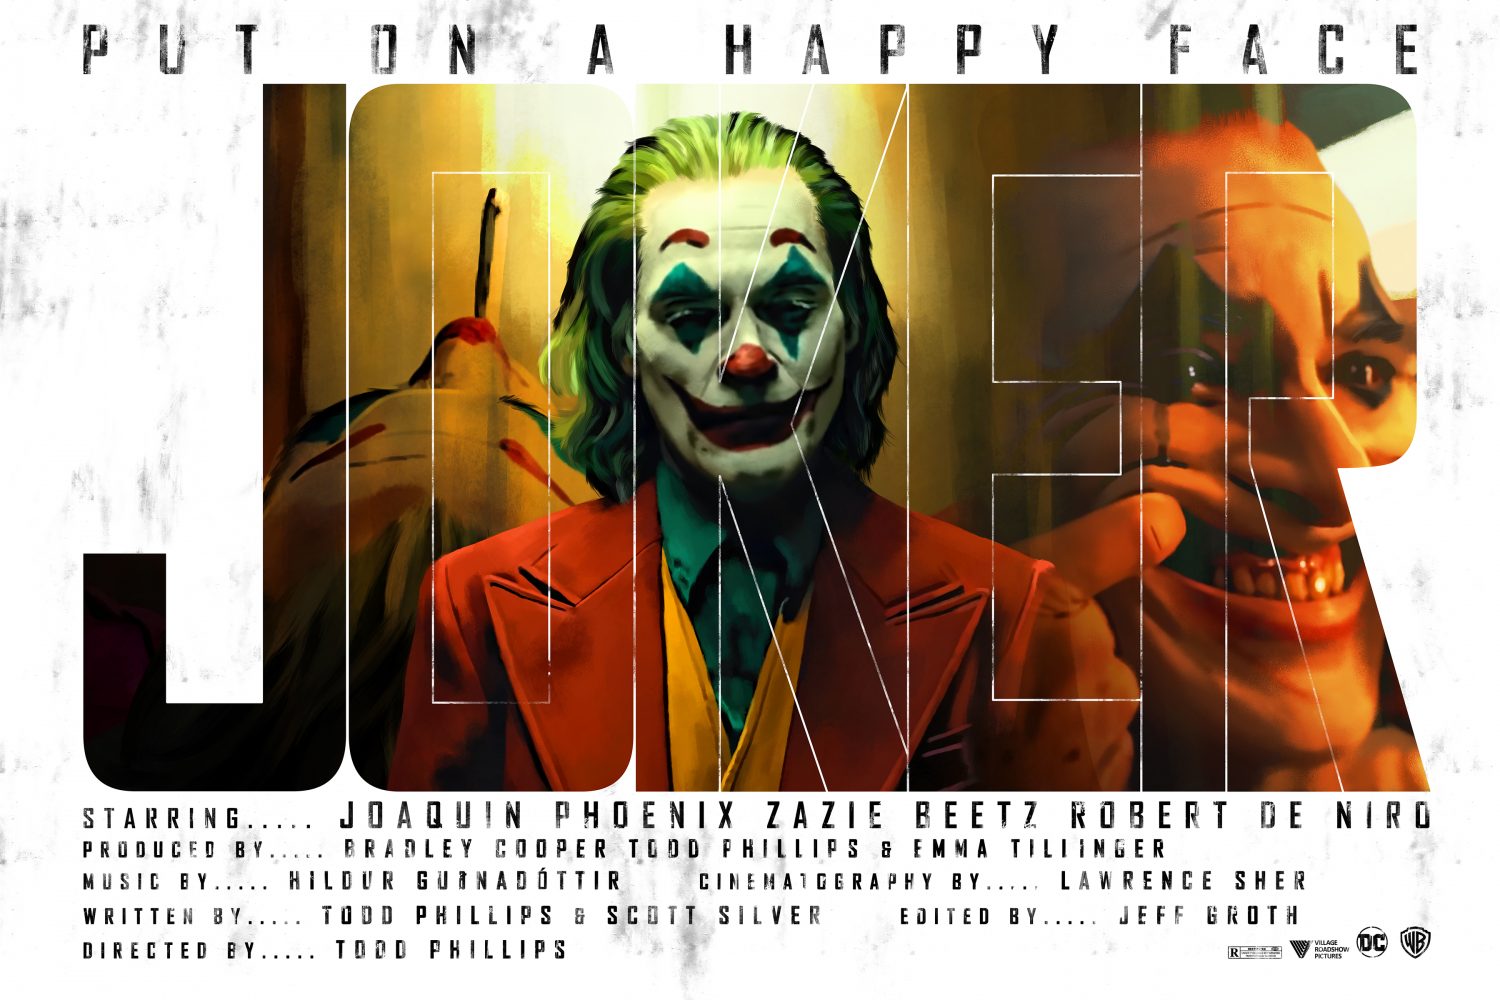 PUT ON A HAPPY FACE
JOKER
STARRING..... JOAQUIN PHOENIX ZAZIE BEETZ ROBERT DE NIRO
PRODUCED BY..... BRADLEY COOPER TODD PHILLIPS & EMMA TILLINGER
MUSIC BY..... HILDUR GUÐNADÓTTIR CINEMATOGRAPHY BY..... LAWRENCE SHER
WRITTEN BY..... TODD PHILLIPS & SCOTT SILVER EDITED BY..... JEFF GROTH
DIRECTED BY..... TODD PHILLIPS
R VILLAGE ROADSHOW PICTURES DC WB